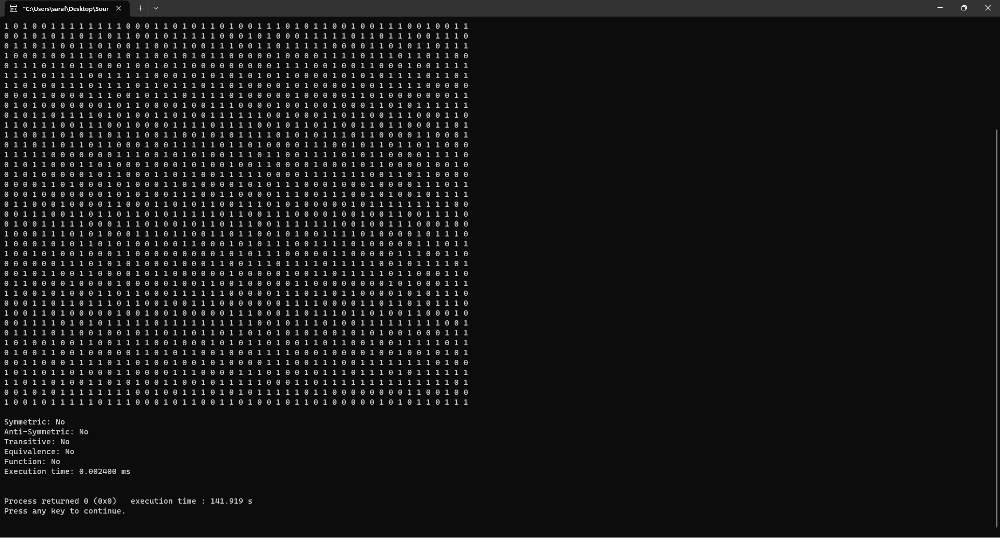 "C:\Users\saraf\Desktop\Sour
1 0 1 0 0 1 1 1 1 1 1 1 1 0 0 0 1 1 0 1 0 1 1 0 1 0 0 1 1 1 0 1 0 1 1 0 0 1 0 0 1 1 1 0 0 1 0 0 1 1
0 0 1 0 1 0 1 1 0 1 1 0 1 1 0 0 1 0 1 1 1 1 1 0 0 0 1 0 1 0 0 0 1 1 1 1 1 0 1 1 0 1 1 1 0 0 1 1 1 0
0 1 1 0 1 1 0 0 1 1 0 1 0 0 1 1 0 0 1 1 0 0 1 1 1 0 0 1 1 0 1 1 1 1 1 0 0 0 0 1 1 0 1 0 1 1 0 1 1 1
1 0 0 0 1 0 0 1 1 1 0 0 1 0 1 1 0 0 1 0 1 0 1 1 0 0 0 0 0 1 0 0 0 0 1 1 1 1 0 1 1 1 0 1 1 0 1 1 0 0
0 1 1 1 0 1 1 0 1 1 0 0 0 1 0 0 1 0 1 1 0 0 0 0 0 0 0 0 0 1 1 1 1 0 0 1 0 0 1 1 0 0 0 1 0 0 1 1 1 1
1 1 1 1 0 1 1 1 1 0 0 1 1 1 1 1 0 0 0 1 0 1 0 1 0 1 0 1 1 0 0 0 0 1 0 1 0 1 0 1 0 1 1 1 1 0 1 1 0 1
1 1 0 1 0 0 1 1 1 0 1 1 1 1 0 1 1 0 1 1 1 0 1 1 0 1 0 0 0 0 1 0 1 0 0 0 0 1 0 0 1 1 1 1 1 0 0 0 0 0
0 0 0 1 1 0 0 0 0 1 1 1 0 0 1 0 1 1 1 0 1 1 1 1 0 1 0 0 0 0 0 1 0 0 0 0 0 1 1 0 1 0 0 0 0 0 0 0 1 1
0 1 0 1 0 0 0 0 0 0 0 1 0 1 1 0 0 0 0 1 0 0 1 1 1 0 0 0 0 1 0 0 1 0 0 1 0 0 0 1 1 0 1 0 1 1 1 1 1 1
0 1 0 1 1 0 1 1 1 1 0 1 0 1 0 0 1 1 0 1 0 0 1 1 1 1 1 1 0 0 1 0 0 0 1 1 0 1 1 0 0 1 1 1 0 0 0 1 1 0
1 1 0 1 1 1 0 0 1 1 1 0 0 1 0 0 0 0 1 1 1 1 0 1 1 1 1 0 0 1 0 1 1 0 1 1 0 0 1 1 0 1 1 0 0 0 1 1 0 1
1 1 0 0 1 1 0 1 0 1 1 0 1 1 1 0 0 1 1 0 0 1 0 1 0 1 1 1 1 0 1 0 1 0 1 1 1 0 1 1 0 0 0 0 1 1 0 0 0 1
0 1 1 0 1 1 0 1 1 0 1 1 0 0 0 1 0 0 1 1 1 1 1 0 1 1 0 1 0 0 0 0 1 1 1 0 0 1 0 1 1 0 1 1 0 1 1 0 0 0
1 1 1 1 1 0 0 0 0 0 0 0 1 1 1 0 0 1 0 1 0 1 0 0 1 1 1 0 1 1 0 0 1 1 1 1 0 1 0 1 1 0 0 0 0 1 1 1 1 0
0 1 0 1 1 0 0 0 1 1 0 1 0 0 0 1 0 0 0 1 0 1 0 0 1 0 0 1 1 0 0 0 0 1 0 0 0 1 0 1 1 0 0 0 0 1 0 0 1 0
0 1 0 1 0 0 0 0 0 1 0 1 1 0 0 0 1 1 0 1 1 0 0 1 1 1 1 1 0 0 0 0 1 1 1 1 1 1 1 0 0 1 1 0 1 1 0 0 0 0
0 0 0 0 1 1 0 1 0 0 0 1 0 1 0 0 0 1 1 0 1 0 0 0 0 1 0 1 0 1 1 1 0 0 0 1 0 0 0 1 0 0 0 0 1 1 1 0 1 1
0 0 0 1 0 0 0 0 0 0 0 1 0 1 0 1 0 0 1 1 1 0 0 1 1 0 0 0 0 1 1 1 0 0 1 1 1 0 0 1 0 1 0 0 1 0 1 1 1 1
0 1 1 0 0 0 1 0 0 0 0 1 1 0 0 0 1 1 0 1 0 1 1 0 0 1 1 1 0 1 0 1 0 0 0 0 0 1 0 1 1 1 1 1 1 1 1 1 0 0
0 0 1 1 1 0 0 1 1 0 1 1 0 1 1 0 1 0 1 1 1 1 1 0 1 1 0 0 1 1 1 0 0 0 0 1 0 0 1 0 0 1 1 0 0 1 1 1 1 0
0 1 0 0 1 1 1 1 1 0 0 0 1 1 1 0 1 0 0 1 0 1 1 0 1 1 1 0 0 1 1 1 1 1 1 1 0 0 1 0 0 1 1 1 0 0 0 1 0 0
1 0 0 0 1 1 1 0 1 0 1 0 0 0 1 1 1 0 1 1 0 0 1 1 0 1 1 0 0 1 0 1 0 0 1 1 1 1 0 1 0 0 0 0 1 0 1 1 1 0
1 0 0 0 1 0 1 0 1 1 0 1 0 1 0 0 1 0 0 1 1 0 0 0 1 0 1 0 1 1 1 0 0 1 1 1 1 0 1 0 0 0 0 0 1 1 1 0 1 1
1 0 0 1 0 1 0 0 1 0 0 0 1 1 0 0 0 0 0 0 0 0 0 1 0 1 0 1 1 1 0 0 0 0 0 1 1 0 0 0 0 0 1 1 1 0 0 1 1 0
0 0 0 0 0 0 1 1 1 0 1 0 1 0 1 0 0 0 1 0 0 0 1 1 0 0 1 1 1 0 1 1 1 1 0 1 1 1 1 1 0 0 1 0 1 1 1 1 0 1
0 0 1 0 1 1 0 0 1 1 0 0 0 0 1 0 1 1 0 0 0 0 0 0 1 0 0 0 0 0 1 0 0 1 1 0 1 1 1 1 1 0 1 1 0 0 0 1 1 0
0 1 1 0 0 0 0 1 0 0 0 0 1 0 0 0 0 0 1 0 0 1 1 0 0 1 0 0 0 0 0 1 1 0 0 0 0 0 0 0 0 1 0 1 0 0 0 1 1 1
1 1 0 0 1 0 1 0 0 0 1 1 0 1 1 0 0 0 1 1 1 1 1 1 0 0 0 0 0 1 1 1 0 1 1 0 1 1 0 0 0 0 1 0 1 0 1 1 1 0
0 0 0 1 1 0 1 1 0 1 1 1 0 1 1 0 0 1 0 0 1 1 1 0 0 0 0 0 0 0 1 1 1 1 0 0 0 0 1 1 0 1 1 0 1 0 1 1 1 0
1 0 0 1 1 0 1 0 0 0 0 0 1 0 0 1 0 0 1 0 0 0 0 0 1 1 1 0 0 0 1 1 0 1 1 1 0 1 1 0 1 0 0 1 1 0 0 0 1 0
0 0 1 1 1 1 0 1 0 1 0 1 1 1 1 1 0 1 1 1 1 1 1 1 1 1 1 0 0 1 0 1 1 1 0 1 0 0 1 1 1 1 1 1 1 1 1 0 0 1
0 1 1 1 1 0 1 1 0 0 1 0 0 1 0 1 1 0 1 1 0 1 1 0 1 1 0 1 0 1 0 1 0 1 0 0 1 0 1 0 1 0 0 1 0 0 0 1 1 1
1 0 1 0 0 1 0 0 1 1 0 0 1 1 1 1 0 0 1 0 0 0 1 0 1 0 1 1 0 1 0 0 1 1 0 1 1 0 0 1 0 0 1 1 1 1 1 0 1 1
0 1 0 0 1 1 0 0 1 0 0 0 0 0 1 1 0 1 0 1 1 0 0 1 0 0 0 1 1 1 1 0 0 0 1 0 0 0 0 1 0 0 1 0 0 1 0 1 0 1
0 0 1 1 0 0 0 1 1 1 1 0 1 1 0 1 0 0 1 0 0 1 0 1 0 0 0 0 1 1 1 0 0 1 1 1 0 0 1 1 1 1 1 1 1 1 0 1 0 0
1 0 1 1 0 1 1 0 1 0 0 0 1 1 0 0 0 0 1 1 1 0 0 0 0 1 1 1 0 1 0 0 1 0 1 1 1 0 1 1 1 0 1 0 1 1 1 1 1 1
1 1 0 1 1 0 1 0 0 1 1 0 1 0 1 0 0 1 1 0 0 1 0 1 1 1 1 1 0 0 0 1 1 0 1 1 1 1 1 1 1 1 1 1 1 1 1 1 0 1
0 0 1 0 1 0 1 1 1 1 1 1 1 1 0 0 1 0 0 1 1 1 0 1 0 1 0 1 1 1 1 1 0 1 1 0 0 0 0 0 0 0 0 1 1 0 0 1 0 0
1 0 0 1 0 1 1 1 1 1 0 1 1 1 0 0 0 1 0 1 1 0 0 1 1 0 1 0 0 1 0 1 1 0 1 0 0 0 0 0 1 0 1 0 1 1 0 1 1 1
Symmetric: No
Anti-Symmetric: No
Transitive: No
Equivalence: No
Function: No
Execution time: 0.002400 ms
Process returned 0 (0x0)   execution time : 141.919 s
Press any key to continue.